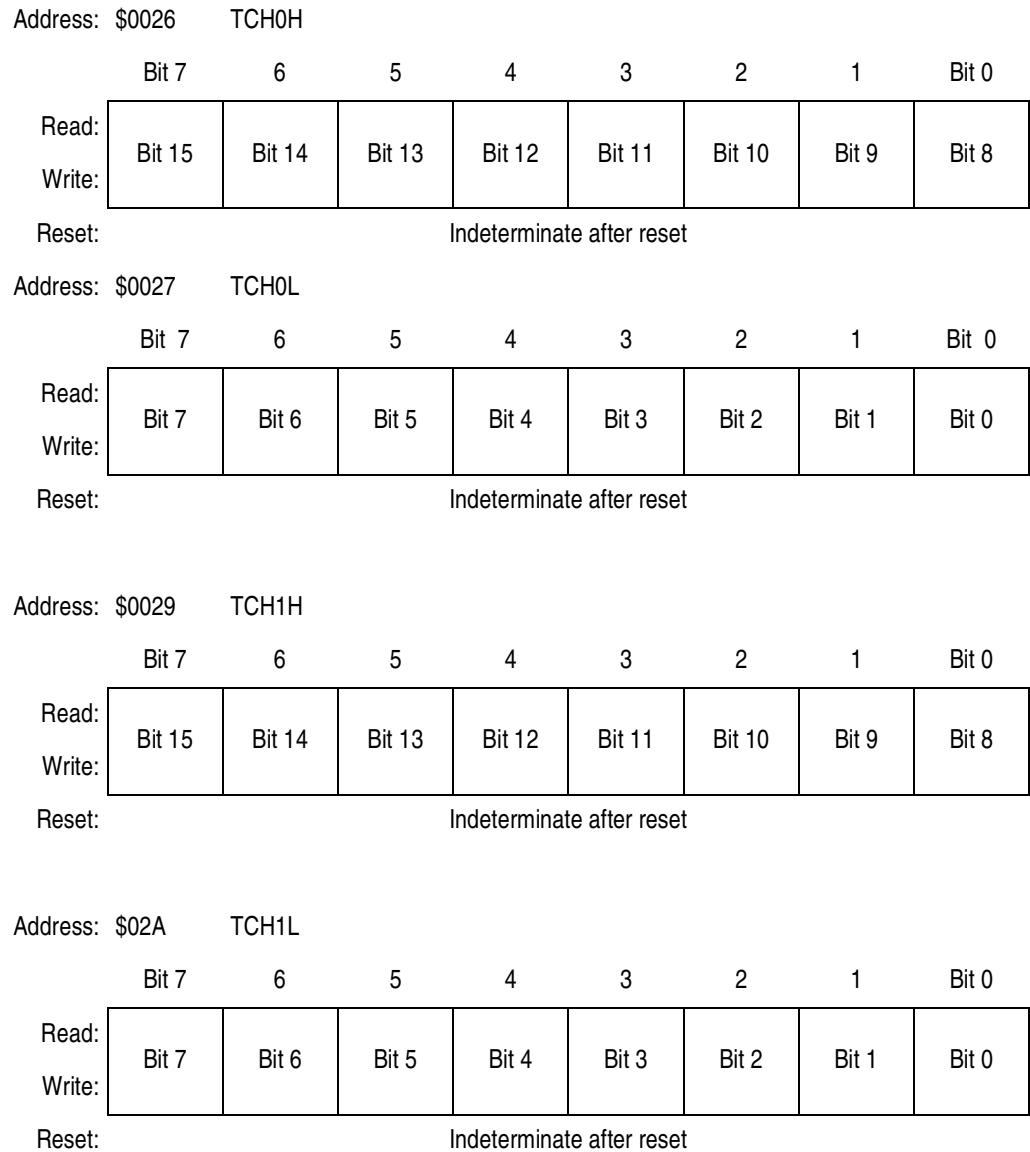 Address: $0026 TCH0H
Bit 7 6 5 4 3 2 1 Bit 0
Read:
Bit 15 Bit 14 Bit 13 Bit 12 Bit 11 Bit 10 Bit 9 Bit 8
Write:
Reset: Indeterminate after reset
Address: $0027 TCH0L
Bit 7 6 5 4 3 2 1 Bit 0
Read:
Bit 7 Bit 6 Bit 5 Bit 4 Bit 3 Bit 2 Bit 1 Bit 0
Write:
Reset: Indeterminate after reset
Address: $0029 TCH1H
Bit 7 6 5 4 3 2 1 Bit 0
Read:
Bit 15 Bit 14 Bit 13 Bit 12 Bit 11 Bit 10 Bit 9 Bit 8
Write:
Reset: Indeterminate after reset
Address: $02A TCH1L
Bit 7 6 5 4 3 2 1 Bit 0
Read:
Bit 7 Bit 6 Bit 5 Bit 4 Bit 3 Bit 2 Bit 1 Bit 0
Write:
Reset: Indeterminate after reset